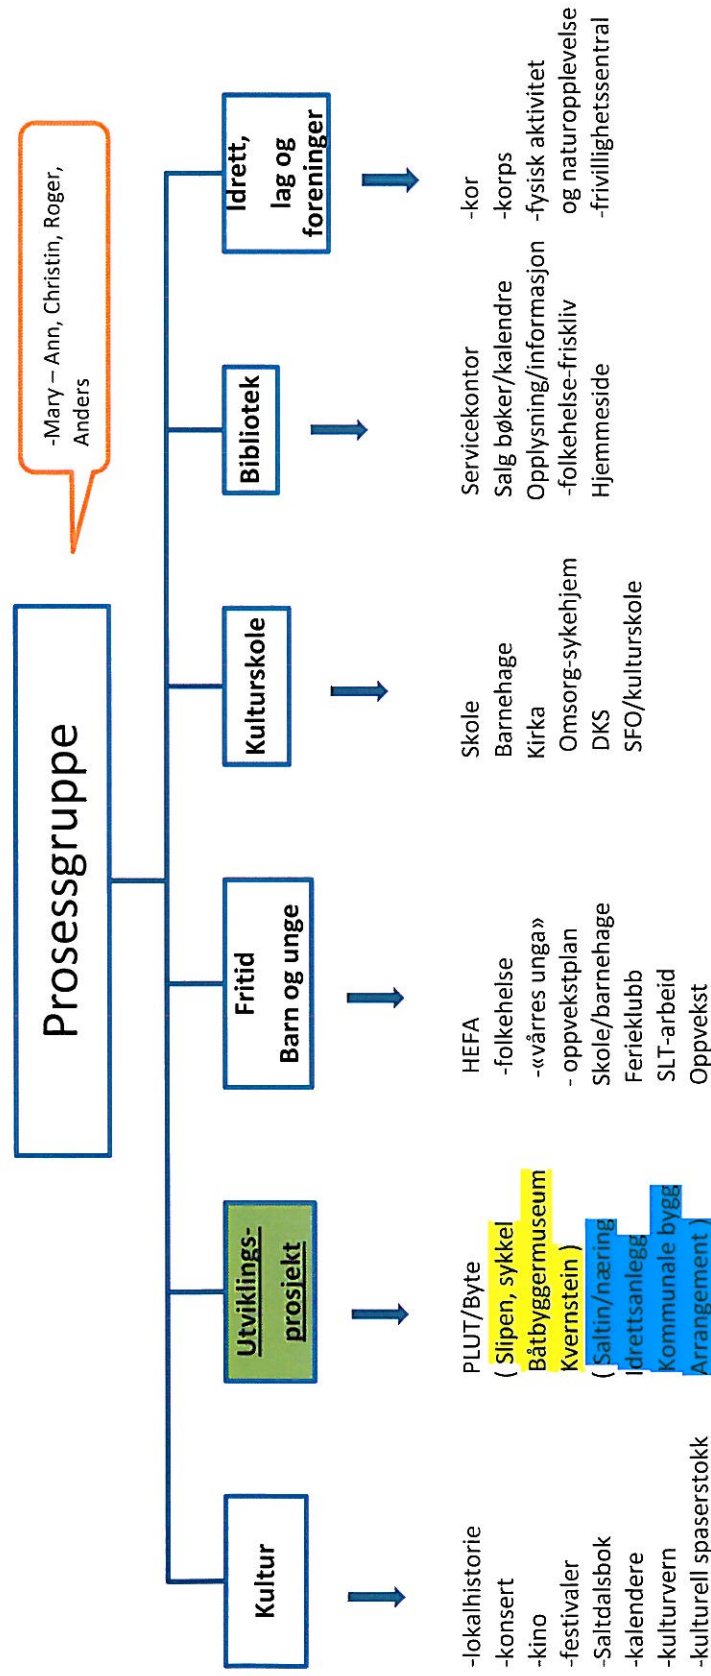 Prosessgruppe
-Mary – Ann, Christin, Roger,
Anders
Kultur
-lokalhistorie
-konsert
-kino
-festivaler
-Saltdalsbok
-kalendere
-kulturvern
-kulturell spaserstokk
Utviklings-
prosjekt
PLUT/Byte
( Slipen, sykkel
Båtbyggermuseum
Kvernstein )
( Saltin/næring
Idrettsanlegg
Kommunale bygg
Arrangement )
Fritid
Barn og unge
HEFA
-folkehelse
-«vårres unga»
- oppvekstplan
Skole/barnehage
Ferieklubb
SLT-arbeid
Oppvekst
Kulturskole
Skole
Barnehage
Kirka
Omsorg-sykehjem
DKS
SFO/kulturskole
Bibliotek
Servicekontor
Salg bøker/kalendre
Opplysning/informasjon
-folkehelse-friskliv
Hjemmeside
Idrett,
lag og
foreninger
-kor
-korps
-fysisk aktivitet
og naturopplevelse
-frivillighetssentral